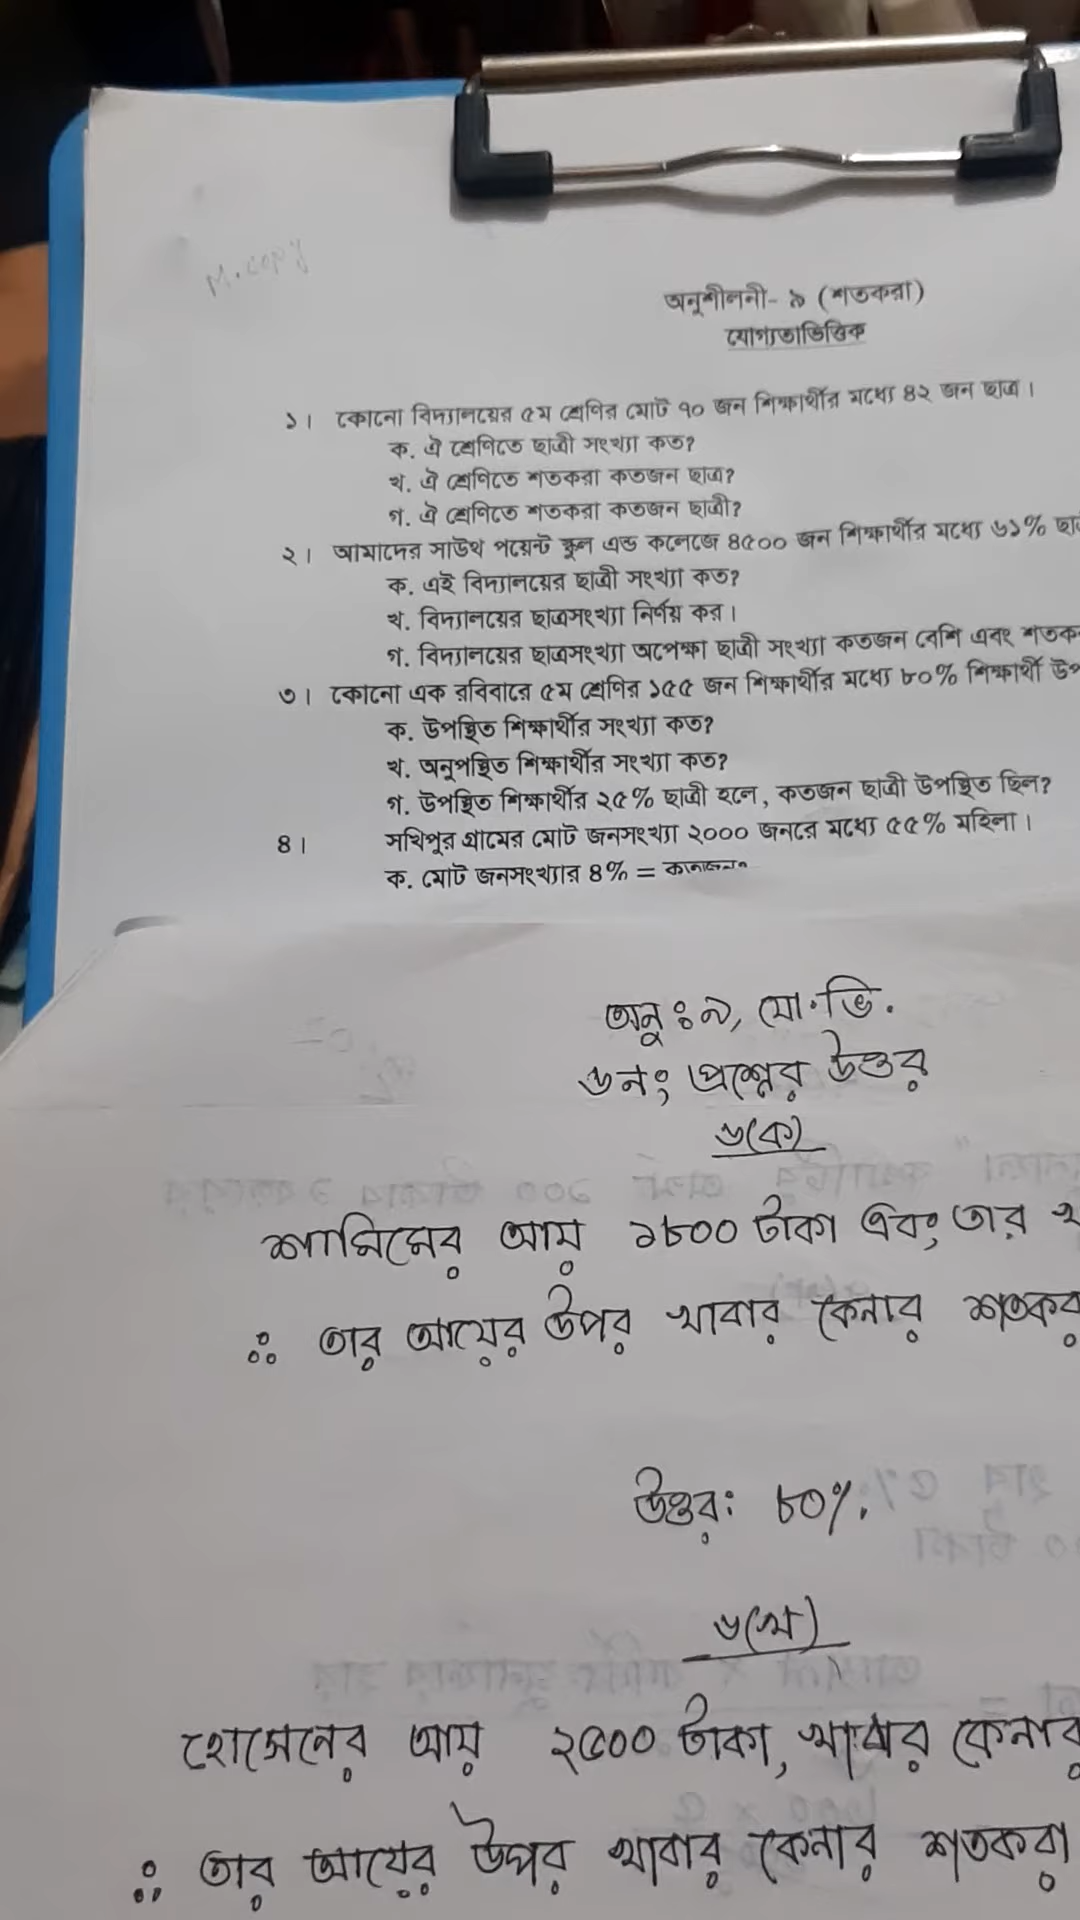 M. copy
অনুশীলনী- ৯ (শতকরা)
যোগ্যতাভিত্তিক
১। কোনো বিদ্যালয়ের ৫ম শ্রেণির মোট ৭০ জন শিক্ষার্থীর মধ্যে ৪২ জন ছাত্র।
ক. ঐ শ্রেণিতে ছাত্রী সংখ্যা কত?
খ. ঐ শ্রেণিতে শতকরা কতজন ছাত্র?
গ. ঐ শ্রেণিতে শতকরা কতজন ছাত্রী?
২। আমাদের সাউথ পয়েন্ট স্কুল এন্ড কলেজে ৪৫০০ জন শিক্ষার্থীর মধ্যে ৬১%
ক. এই বিদ্যালয়ের ছাত্রী সংখ্যা কত?
খ. বিদ্যালয়ের ছাত্রসংখ্যা নির্ণয় কর।
গ. বিদ্যালয়ের ছাত্রসংখ্যা অপেক্ষা ছাত্রী সংখ্যা কতজন বেশি এবং
৩। কোনো এক রবিবারে ৫ম শ্রেণির ১৫৫ জন শিক্ষার্থীর মধ্যে ৮০% শিক্ষার্থী
ক. উপস্থিত শিক্ষার্থীর সংখ্যা কত?
খ. অনুপস্থিত শিক্ষার্থীর সংখ্যা কত?
গ. উপস্থিত শিক্ষার্থীর ২৫% ছাত্রী হলে, কতজন ছাত্রী উপস্থিত ছিল?
৪। সখিপুর গ্রামের মোট জনসংখ্যা ২০০০ জনরে মধ্যে ৫৫% মহিলা।
ক. মোট জনসংখ্যার ৪% =
অনু ঃ ৯, যো. ভি.
৬নং প্রশ্নের উত্তর
৬(ক)
শামিমের আয় ১৮০০ টাকা এবং তার
∴ তার আয়ের উপর খাবার কেনার
উত্তর: ৮০%
৬(খ)
হোসেনের আয় ২৫০০ টাকা, খাবার কেনার
∴ তার আয়ের উপর খাবার কেনার শতকরা